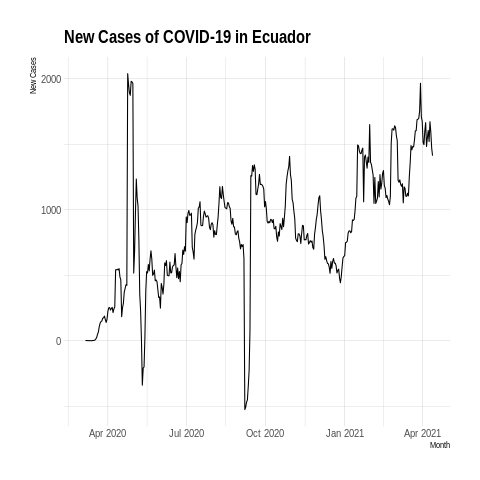 New Cases of COVID-19 in Ecuador
New Cases
2000
1000
0
Apr 2020 Jul 2020 Oct 2020 Jan 2021 Apr 2021
Month